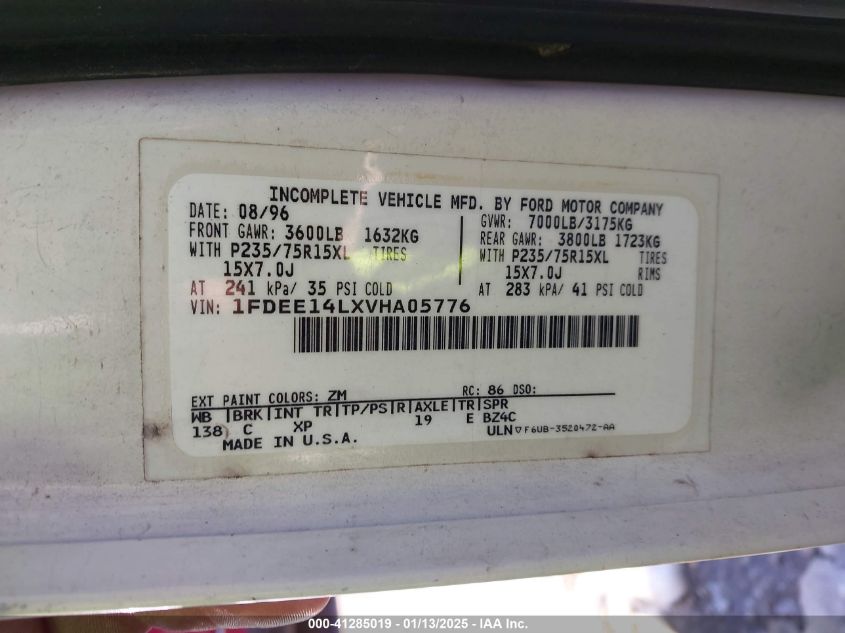 INCOMPLETE VEHICLE MFD. BY FORD MOTOR COMPANY
DATE: 08/96 GVWR: 7000LB/3175KG
FRONT GAWR: 3600LB 1632KG REAR GAWR: 3800LB 1723KG
WITH P235/75R15XL TIRES WITH P235/75R15XL TIRES
15X7.0J 15X7.0J RIMS
AT 241 kPa/ 35 PSI COLD AT 283 kPA/ 41 PSI COLD
VIN: 1FDEE14LXVHA05776
EXT PAINT COLORS: ZM RC: 86 DSO:
WB |BRK|INT TR|TP/PS|R|AXLE|TR|SPR
138 C XP 19 E BZ4C
MADE IN U.S.A. ULN▽F6UB-3520472-AA
000-41285019 - 01/13/2025 - IAA Inc.